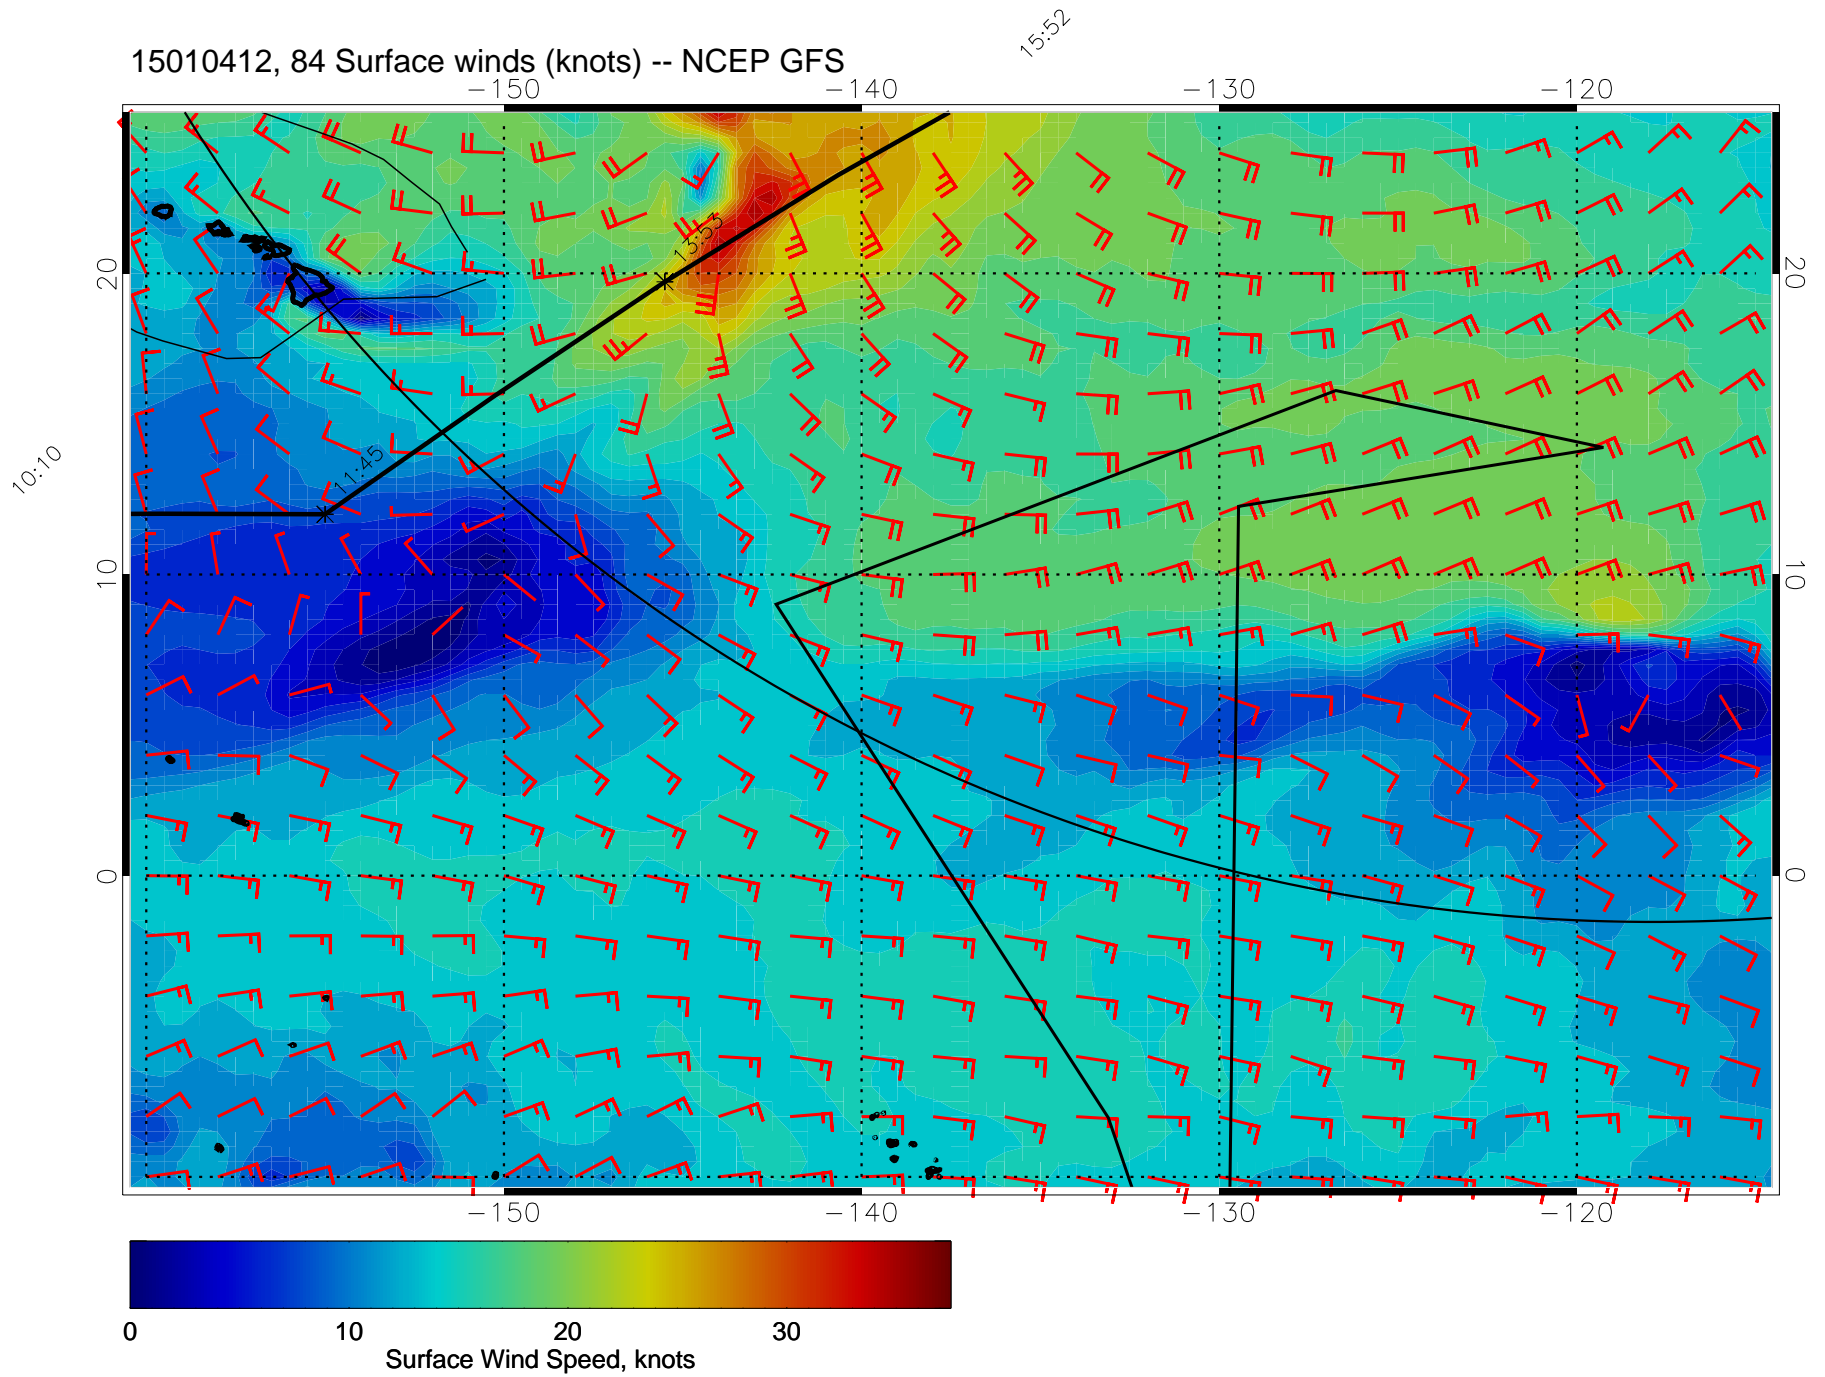 15:52
15010412, 84 Surface winds (knots) -- NCEP GFS
-150 -140 -130 -120
13:53
20 20
11:45
10:10
10 10
0 0
-150 -140 -130 -120
0 10 20 30
Surface Wind Speed, knots